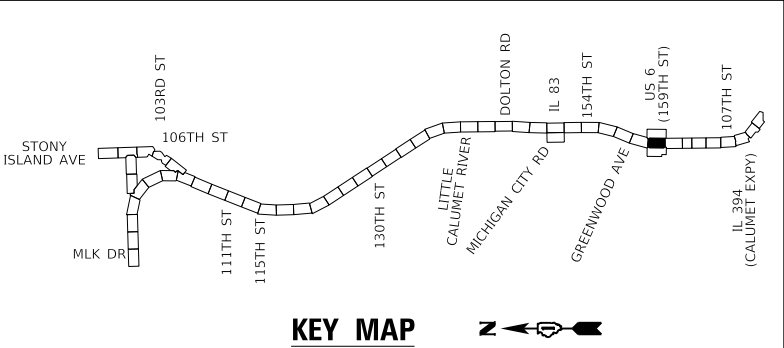 103RD ST
106TH ST
STONY
ISLAND AVE
MLK DR
111TH ST
115TH ST
130TH ST
LITTLE
CALUMET RIVER
DOLTON RD
MICHIGAN CITY RD
IL 83
154TH ST
GREENWOOD AVE
US 6
(159TH ST)
107TH ST
IL 394
(CALUMET EXPY)
KEY MAP
N